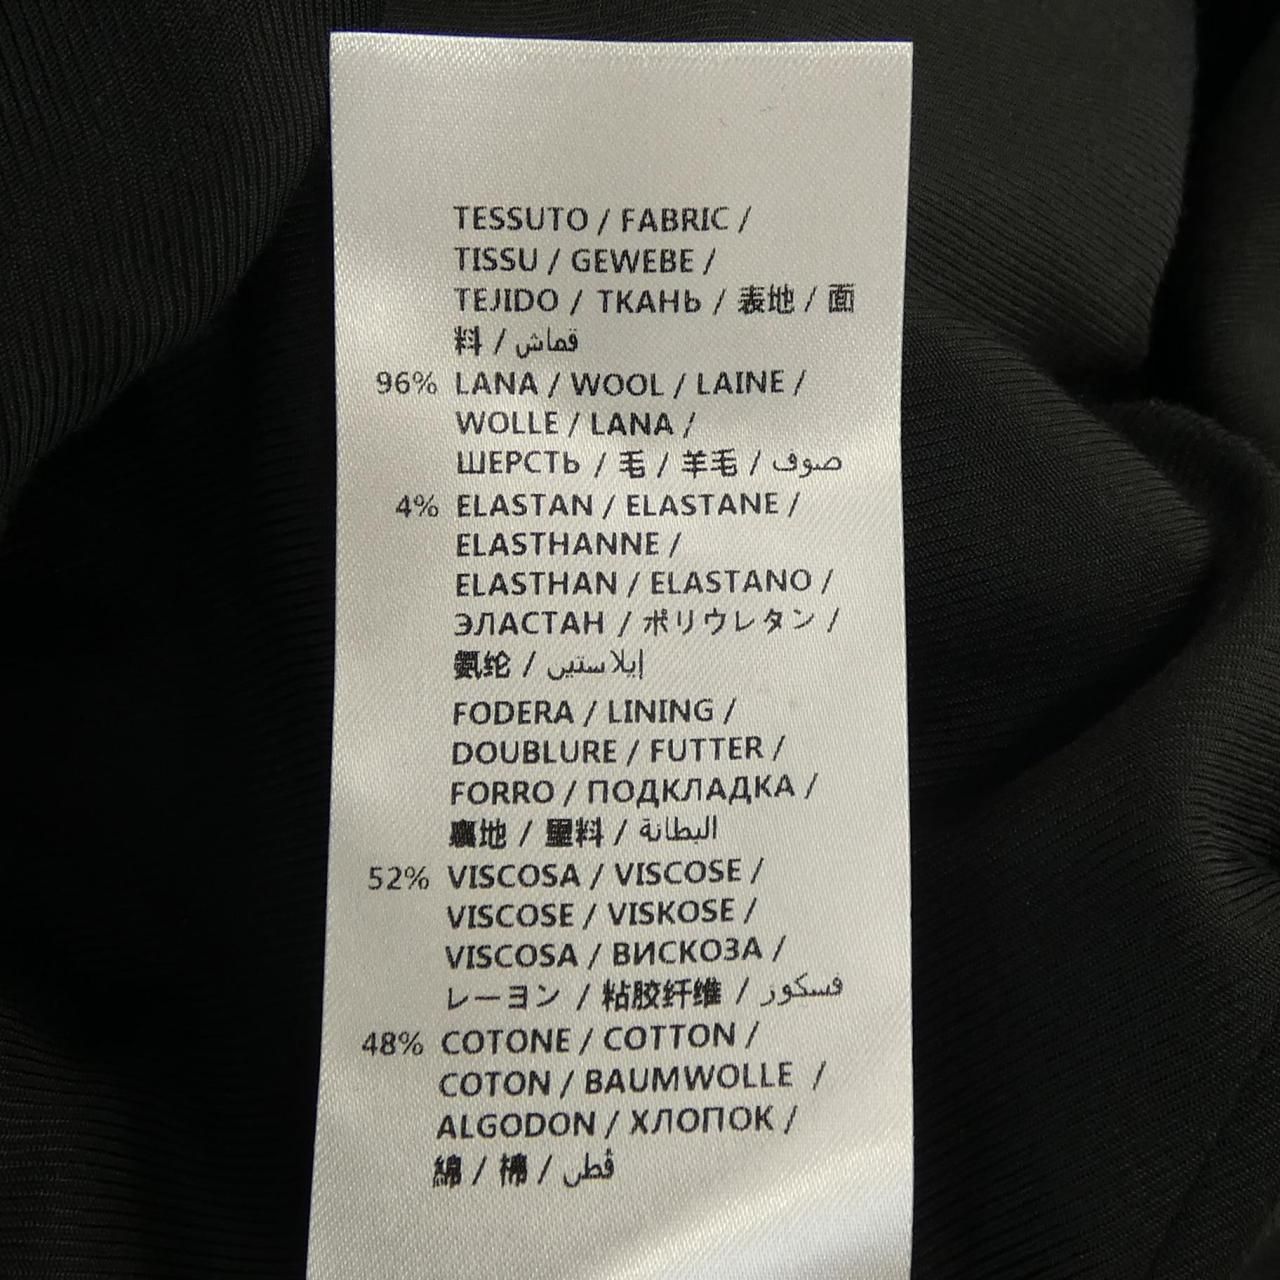 TESSUTO / FABRIC /
TISSU / GEWEBE /
TEJIDO / ТКАНЬ / 表地 / 面
料 / قماش
96% LANA / WOOL / LAINE /
WOLLE / LANA /
ШЕРСТЬ / 毛 / 羊毛 / صوف
4% ELASTAN / ELASTANE /
ELASTHANNE /
ELASTHAN / ELASTANO /
ЭЛАСТАН / ポリウレタン /
氨纶 / إيلاستين
FODERA / LINING /
DOUBLURE / FUTTER /
FORRO / ПОДКЛАДКА /
裏地 / 里料 / البطانة
52% VISCOSA / VISCOSE /
VISCOSE / VISKOSE /
VISCOSA / ВИСКОЗА /
レーヨン / 粘胶纤维 / فسكوز
48% COTONE / COTTON /
COTON / BAUMWOLLE /
ALGODON / ХЛОПОК /
綿 / 棉 / قطن